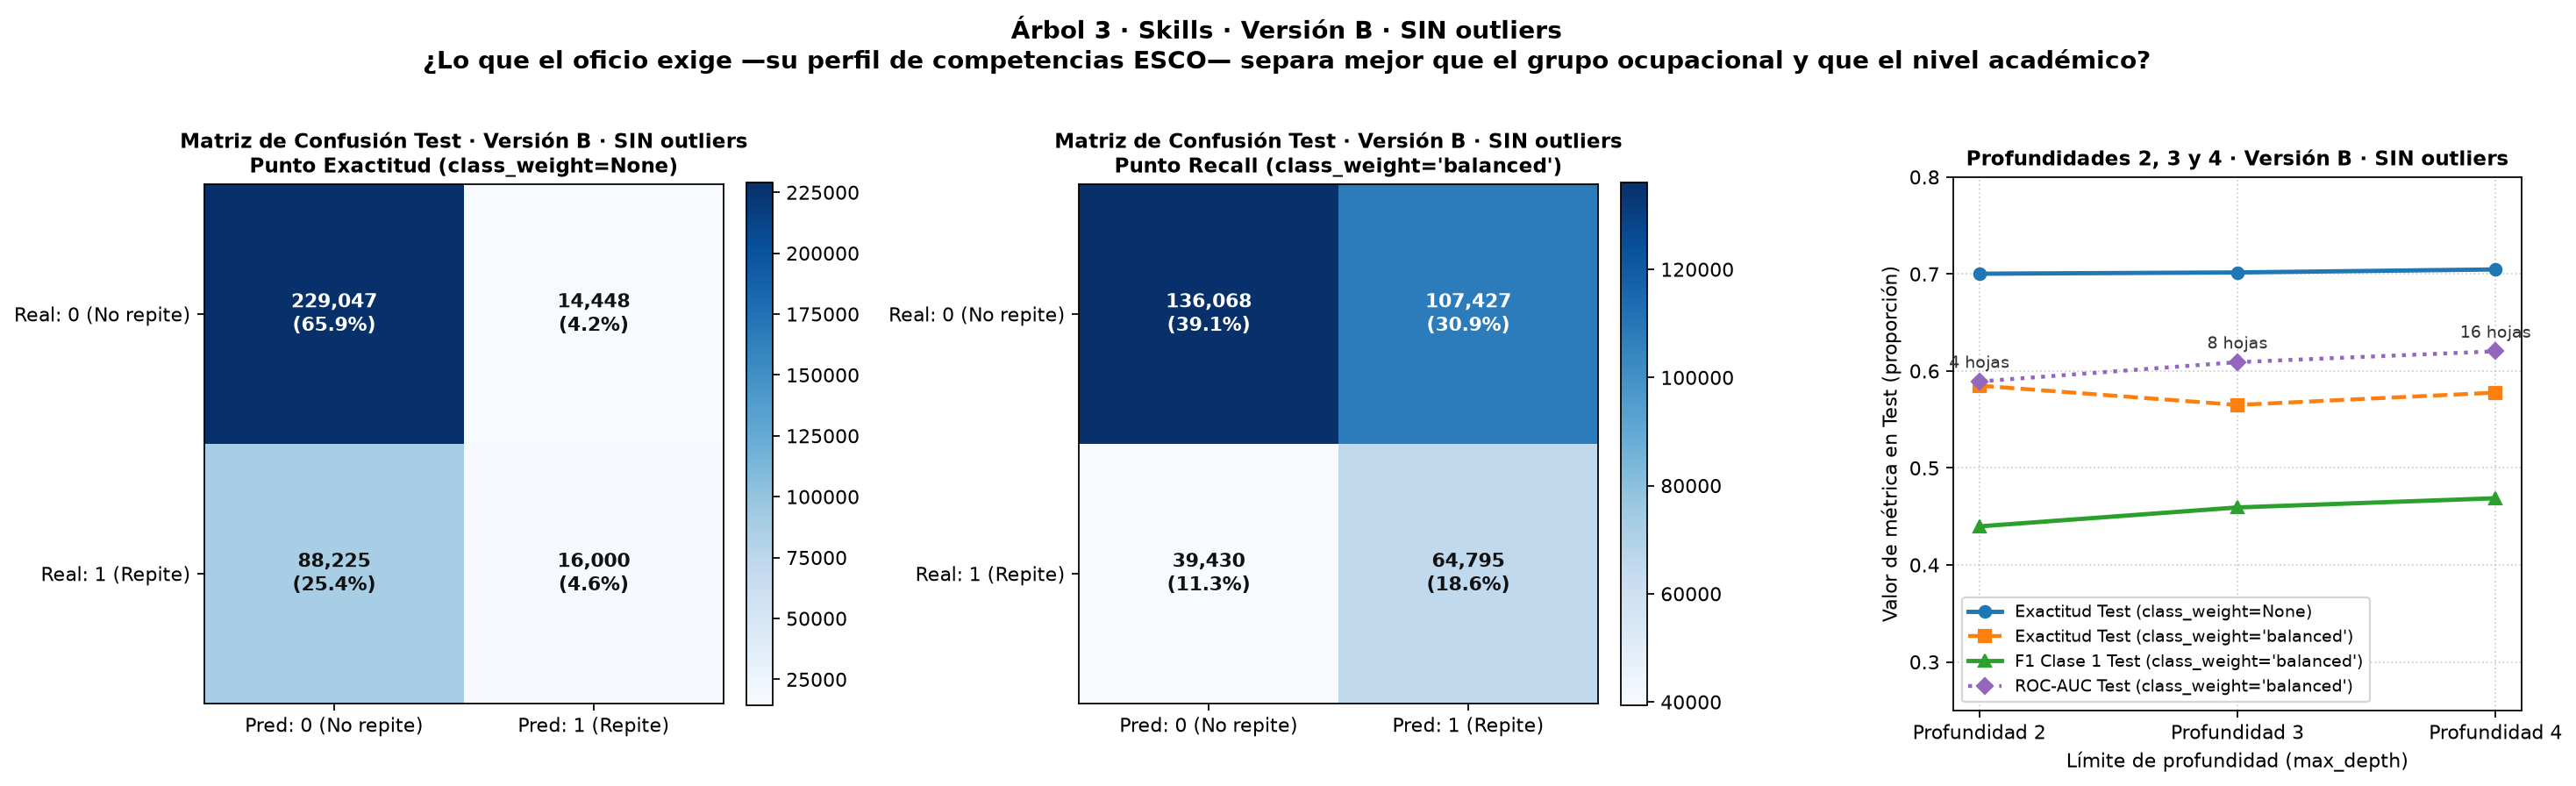 Árbol 3 · Skills · Versión B · SIN outliers
¿Lo que el oficio exige —su perfil de competencias ESCO— separa mejor que el grupo ocupacional y que el nivel académico?
Matriz de Confusión Test · Versión B · SIN outliers
Punto Exactitud (class_weight=None)
Real: 0 (No repite)
Real: 1 (Repite)
229,047
(65.9%)
14,448
(4.2%)
88,225
(25.4%)
16,000
(4.6%)
Pred: 0 (No repite)
Pred: 1 (Repite)
225000
200000
175000
150000
125000
100000
75000
50000
25000
Matriz de Confusión Test · Versión B · SIN outliers
Punto Recall (class_weight='balanced')
Real: 0 (No repite)
Real: 1 (Repite)
136,068
(39.1%)
107,427
(30.9%)
39,430
(11.3%)
64,795
(18.6%)
Pred: 0 (No repite)
Pred: 1 (Repite)
120000
100000
80000
60000
40000
Profundidades 2, 3 y 4 · Versión B · SIN outliers
Valor de métrica en Test (proporción)
0.8
0.7
0.6
0.5
0.4
0.3
4 hojas
8 hojas
16 hojas
Exactitud Test (class_weight=None)
Exactitud Test (class_weight='balanced')
F1 Clase 1 Test (class_weight='balanced')
ROC-AUC Test (class_weight='balanced')
Profundidad 2
Profundidad 3
Profundidad 4
Límite de profundidad (max_depth)